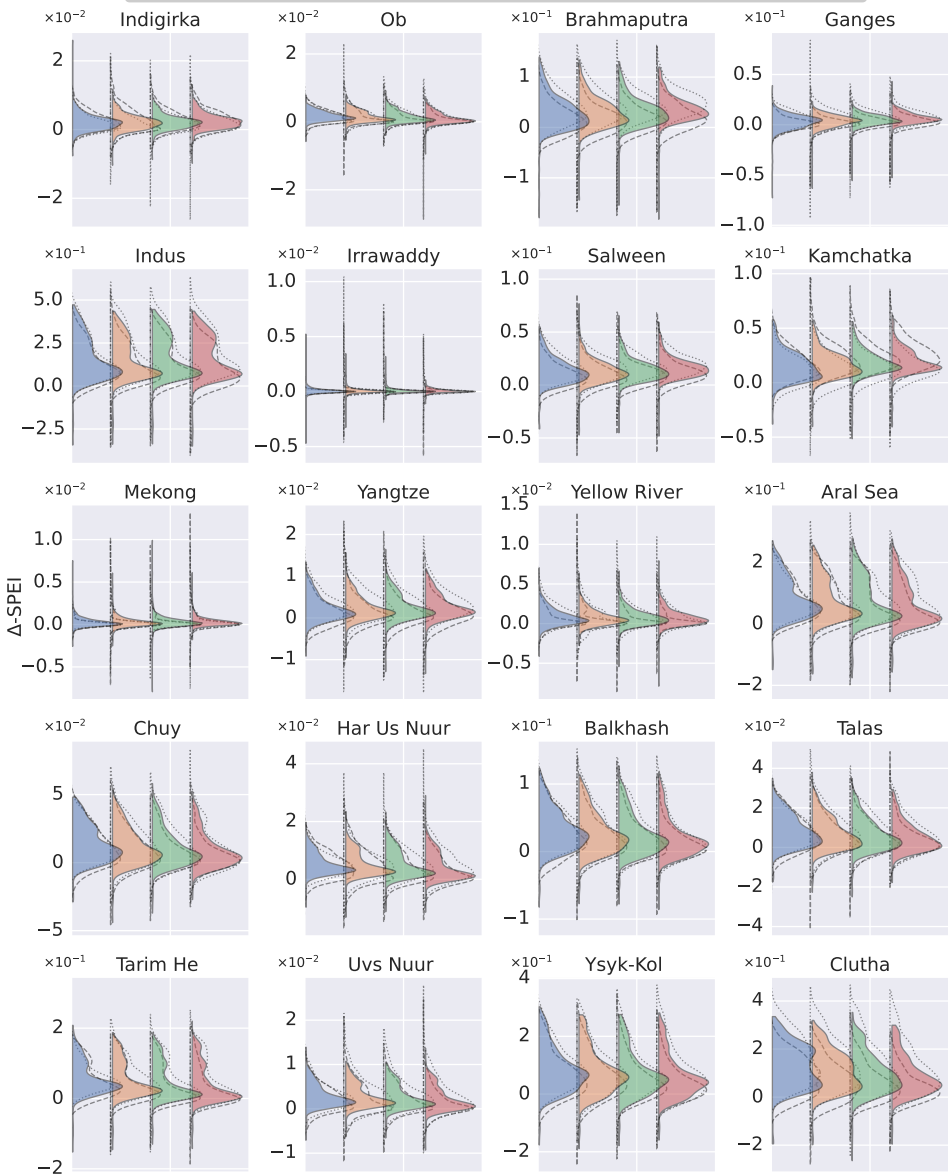 ×10⁻² Indigirka ×10⁻² Ob ×10⁻¹ Brahmaputra ×10⁻¹ Ganges
2 2 1 0.5
0 0 0 0.0
−2 −2 −1 −0.5
−1.0
×10⁻¹ Indus ×10⁻² Irrawaddy ×10⁻¹ Salween ×10⁻¹ Kamchatka
5.0 1.0 1.0 1.0
2.5 0.5 0.5 0.5
0.0 0.0 0.0 0.0
−2.5 −0.5 −0.5 −0.5
×10⁻² Mekong ×10⁻² Yangtze ×10⁻² Yellow River ×10⁻¹ Aral Sea
1.0 2 1.5 2
0.5 1 1.0 0
0.0 0 0.5 −2
−0.5 −1 0.0
−0.5
Δ-SPEI
×10⁻² Chuy ×10⁻² Har Us Nuur ×10⁻¹ Balkhash ×10⁻² Talas
5 4 1 4
0 2 0 2
−5 0 −1 0
−2
−4
×10⁻¹ Tarim He ×10⁻² Uvs Nuur ×10⁻¹ Ysyk-Kol ×10⁻¹ Clutha
2 2 4 4
0 1 2 2
−2 0 0 0
−1 −2 −2